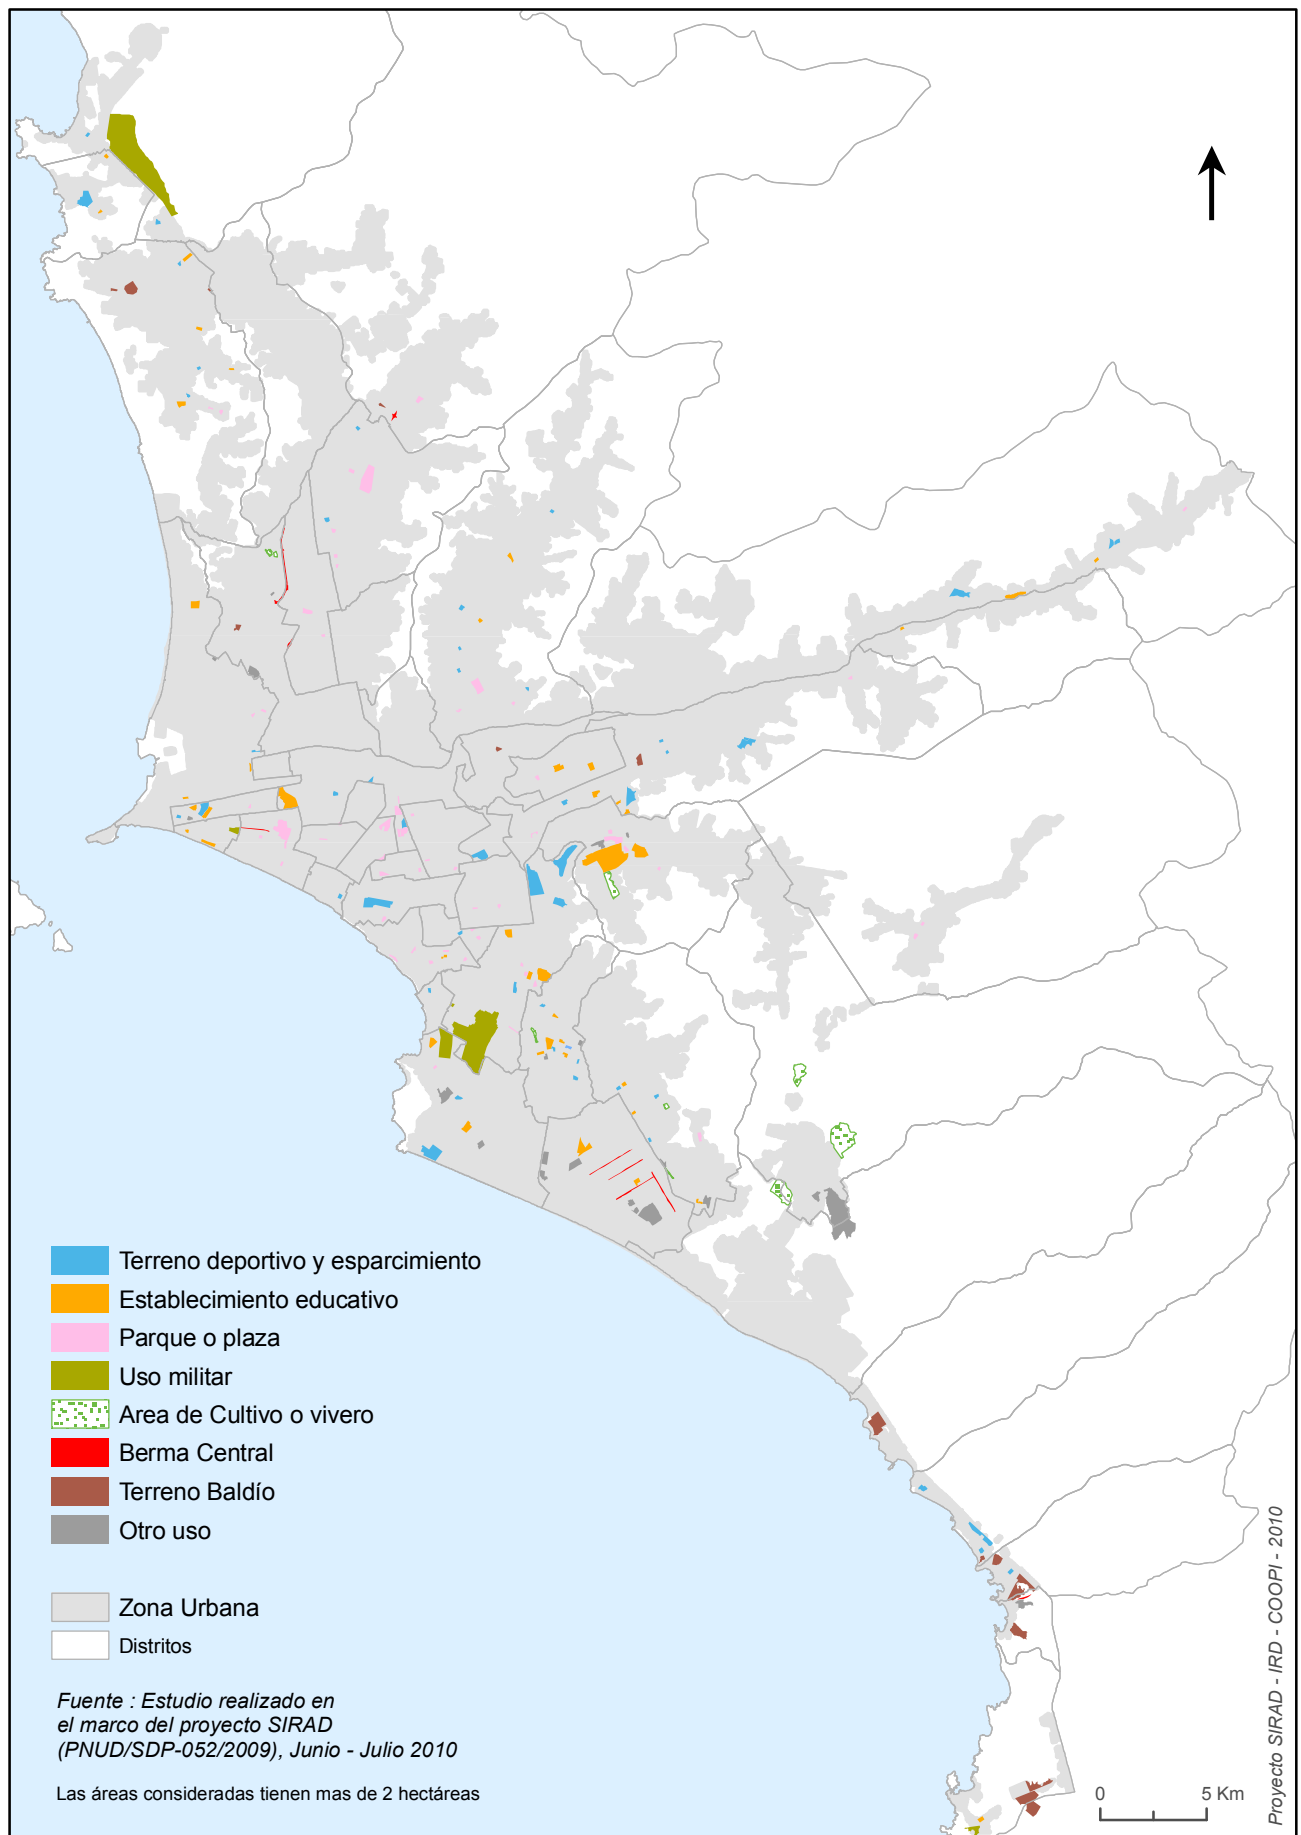 Terreno deportivo y esparcimiento
Establecimiento educativo
Parque o plaza
Uso militar
Area de Cultivo o vivero
Berma Central
Terreno Baldío
Otro uso
Zona Urbana
Distritos
Fuente : Estudio realizado en
el marco del proyecto SIRAD
(PNUD/SDP-052/2009), Junio - Julio 2010
Las áreas consideradas tienen mas de 2 hectáreas
0 5 Km
Proyecto SIRAD - IRD - COOPI - 2010